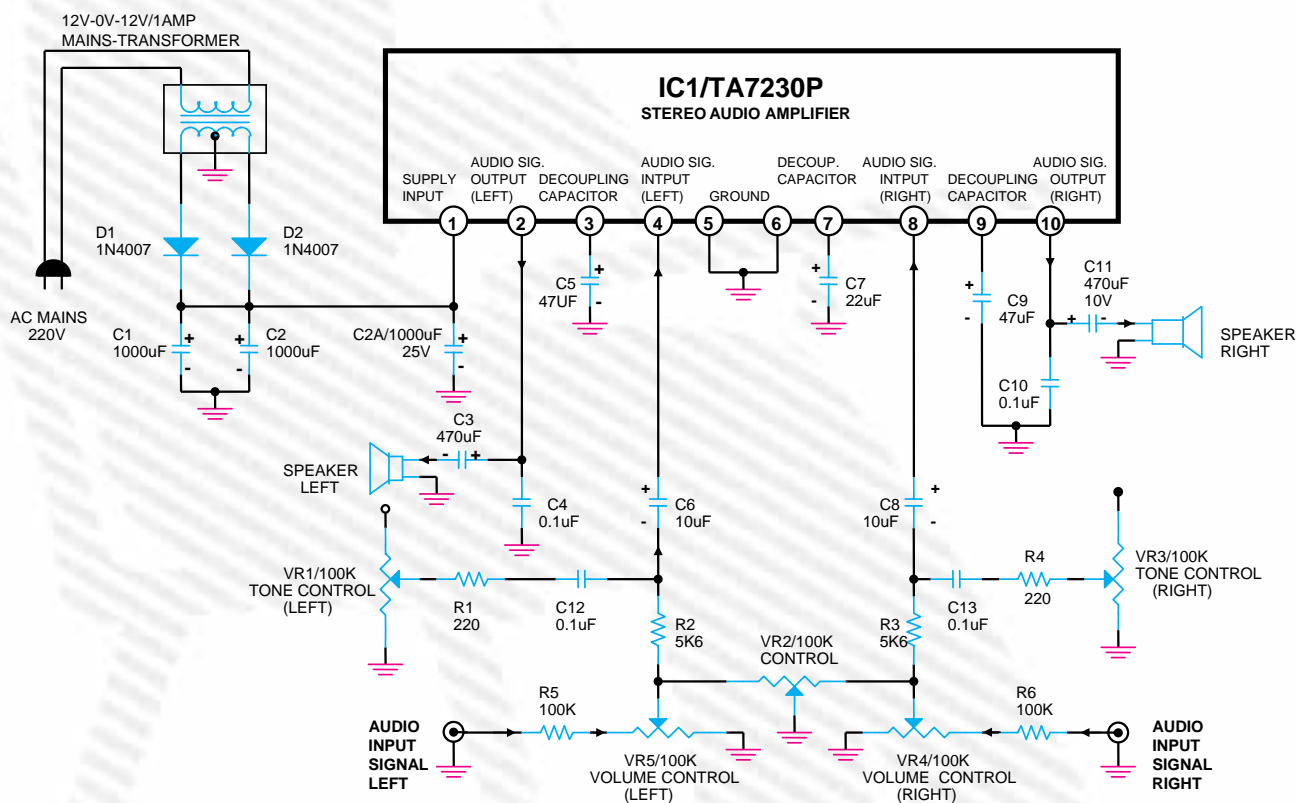 12V-0V-12V/1AMP
MAINS-TRANSFORMER
IC1/TA7230P
STEREO AUDIO AMPLIFIER
SUPPLY
INPUT
AUDIO SIG.
OUTPUT
(LEFT)
DECOUPLING
CAPACITOR
AUDIO SIG.
INTPUT
(LEFT)
GROUND
DECOUP.
CAPACITOR
AUDIO SIG.
INTPUT
(RIGHT)
DECOUPLING
CAPACITOR
AUDIO SIG.
OUTPUT
(RIGHT)
1
2
3
4
5
6
7
8
9
10
D1
1N4007
D2
1N4007
AC MAINS
220V
C1
1000uF
+
-
C2
1000uF
+
-
C2A/1000uF
25V
+
-
C5
47UF
+
-
C7
22uF
+
-
C9
47uF
+
-
C11
470uF
10V
+ -
SPEAKER
RIGHT
C10
0.1uF
C3
470uF
- +
SPEAKER
LEFT
C4
0.1uF
C6
10uF
+
-
C8
10uF
+
-
VR1/100K
TONE CONTROL
(LEFT)
R1
220
C12
0.1uF
R2
5K6
R3
5K6
C13
0.1uF
R4
220
VR3/100K
TONE CONTROL
(RIGHT)
VR2/100K
CONTROL
AUDIO
INPUT
SIGNAL
LEFT
R5
100K
VR5/100K
VOLUME CONTROL
(LEFT)
VR4/100K
VOLUME CONTROL
(RIGHT)
R6
100K
AUDIO
INPUT
SIGNAL
RIGHT